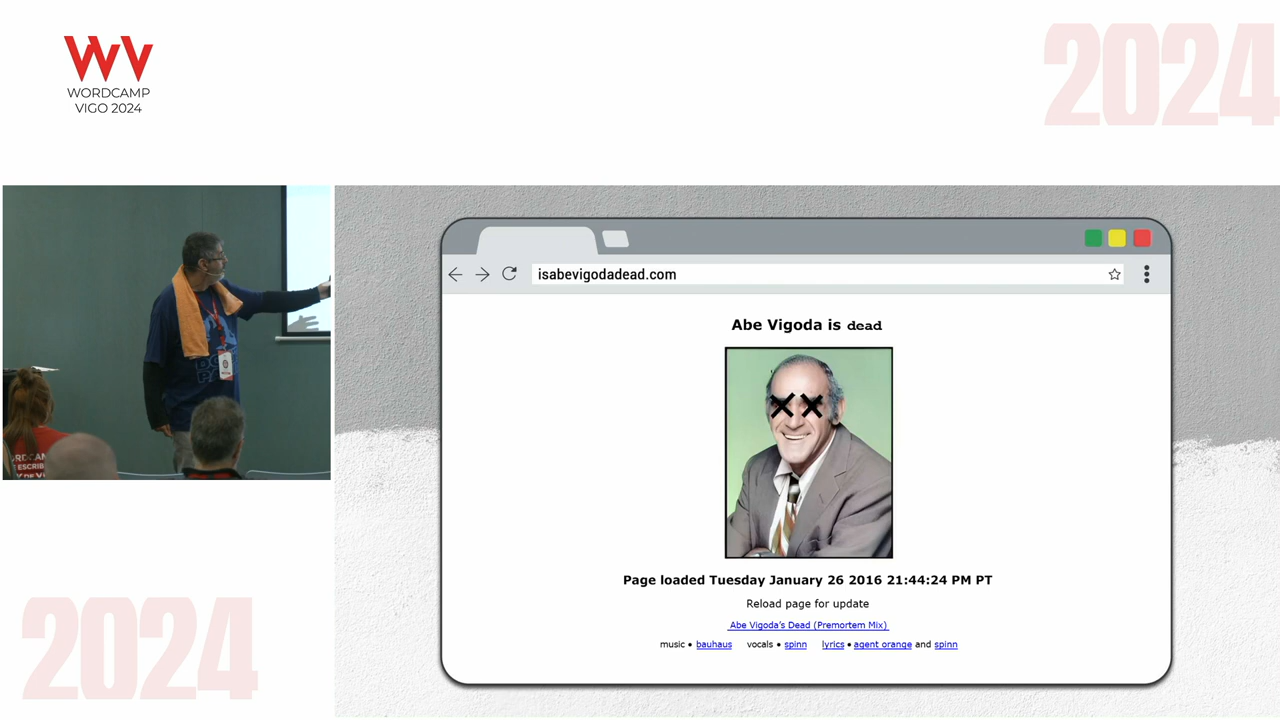 WORDCAMP
VIGO 2024
2024
isabevigodadead.com
Abe Vigoda is dead
Page loaded Tuesday January 26 2016 21:44:24 PM PT
Reload page for update
Abe Vigoda's Dead (Premortem Mix)
music • bauhaus vocals • spinn lyrics • agent orange and spinn
ESCRIB
2024